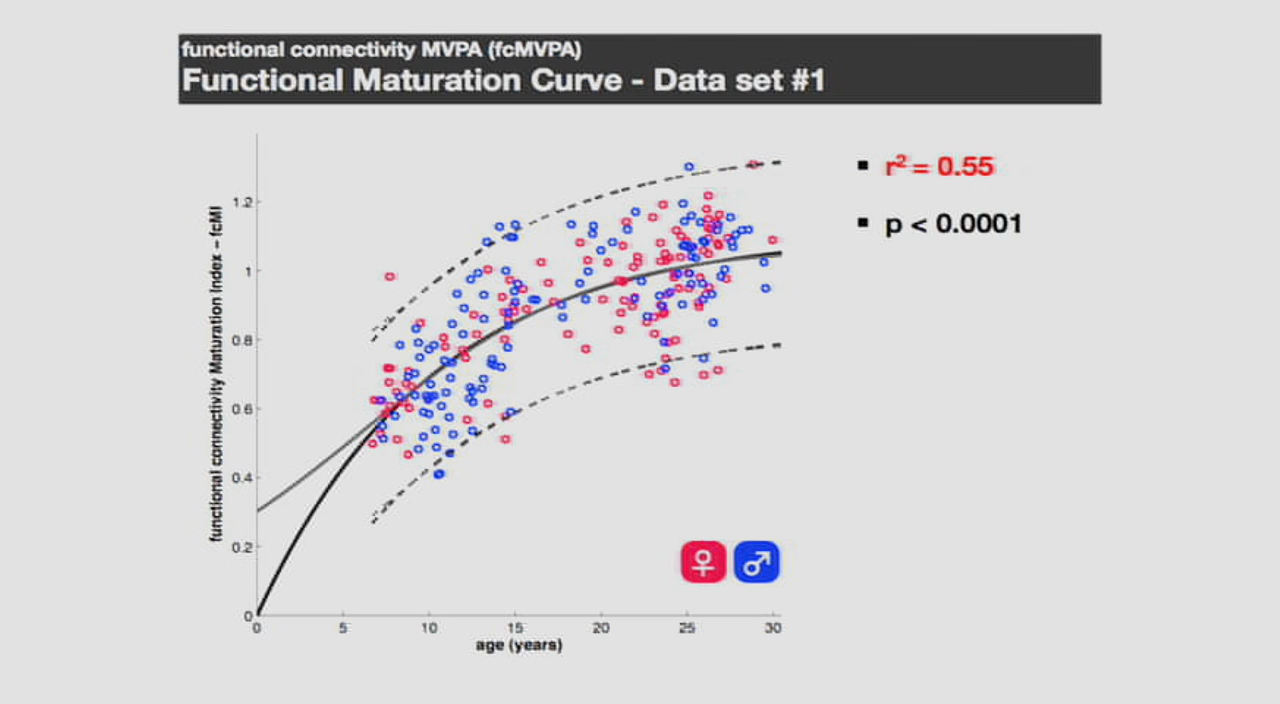 functional connectivity MVPA (fcMVPA)
Functional Maturation Curve - Data set #1
r² = 0.55
p < 0.0001
functional connectivity Maturation Index – fcMI
1.2
1
0.8
0.6
0.4
0.2
0
0 5 10 15 20 25 30
age (years)
♀ ♂